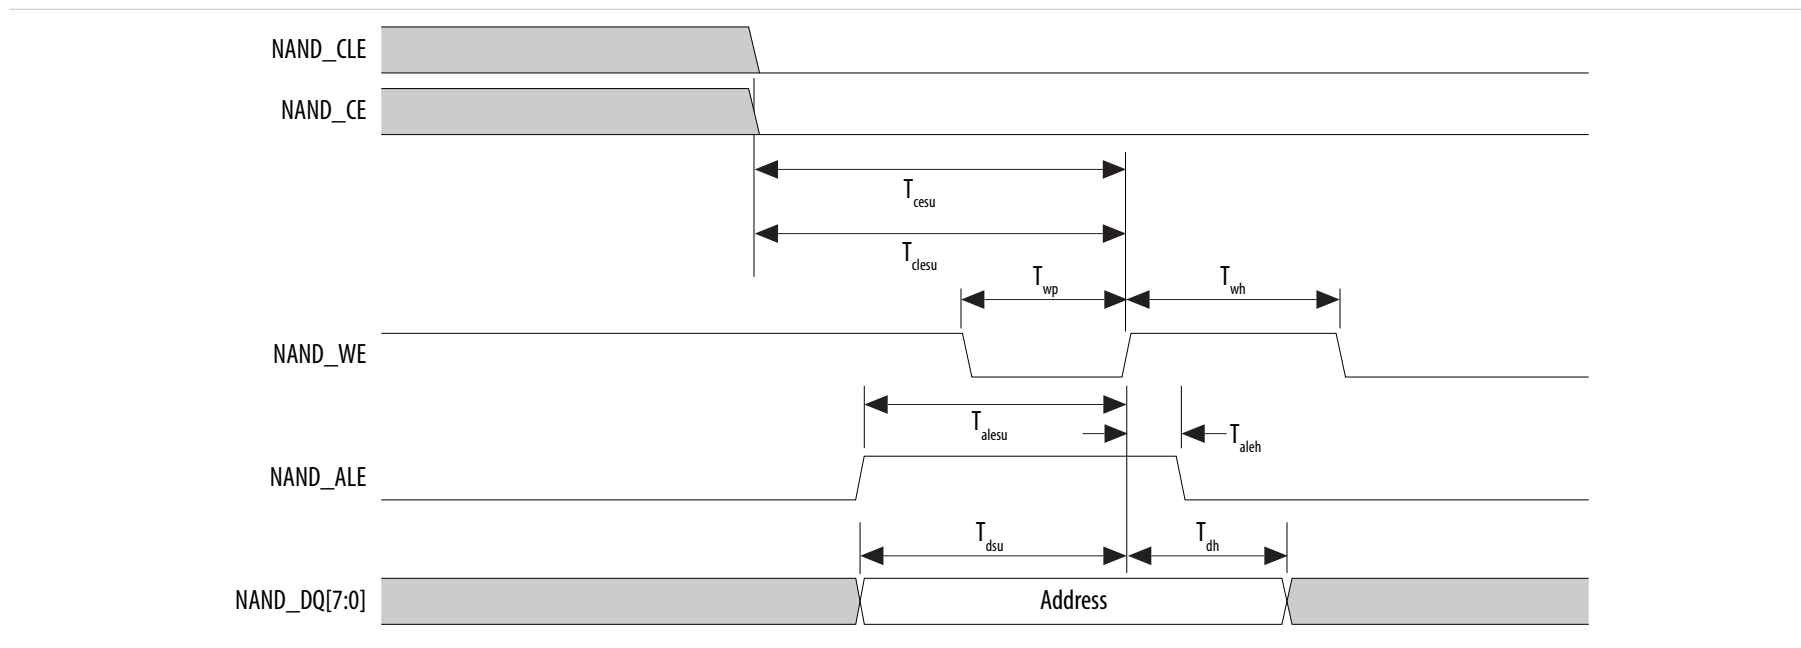 NAND_CLE
NAND_CE
Tcesu
Tclesu
Twp
Twh
NAND_WE
Talesu
Taleh
NAND_ALE
Tdsu
Tdh
NAND_DQ[7:0]
Address